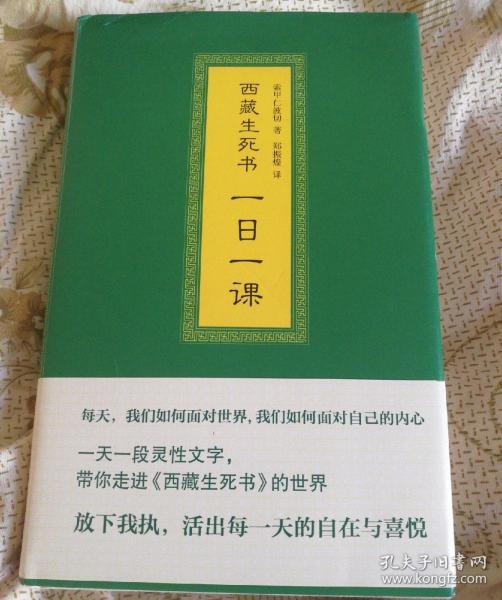 西藏生死书 一日一课
索甲仁波切 著 郑振煌 译
每天，我们如何面对世界，我们如何面对自己的内心
一天一段灵性文字，
带你走进《西藏生死书》的世界
放下我执，活出每一天的自在与喜悦
孔夫子旧书网
www.kongfz.com